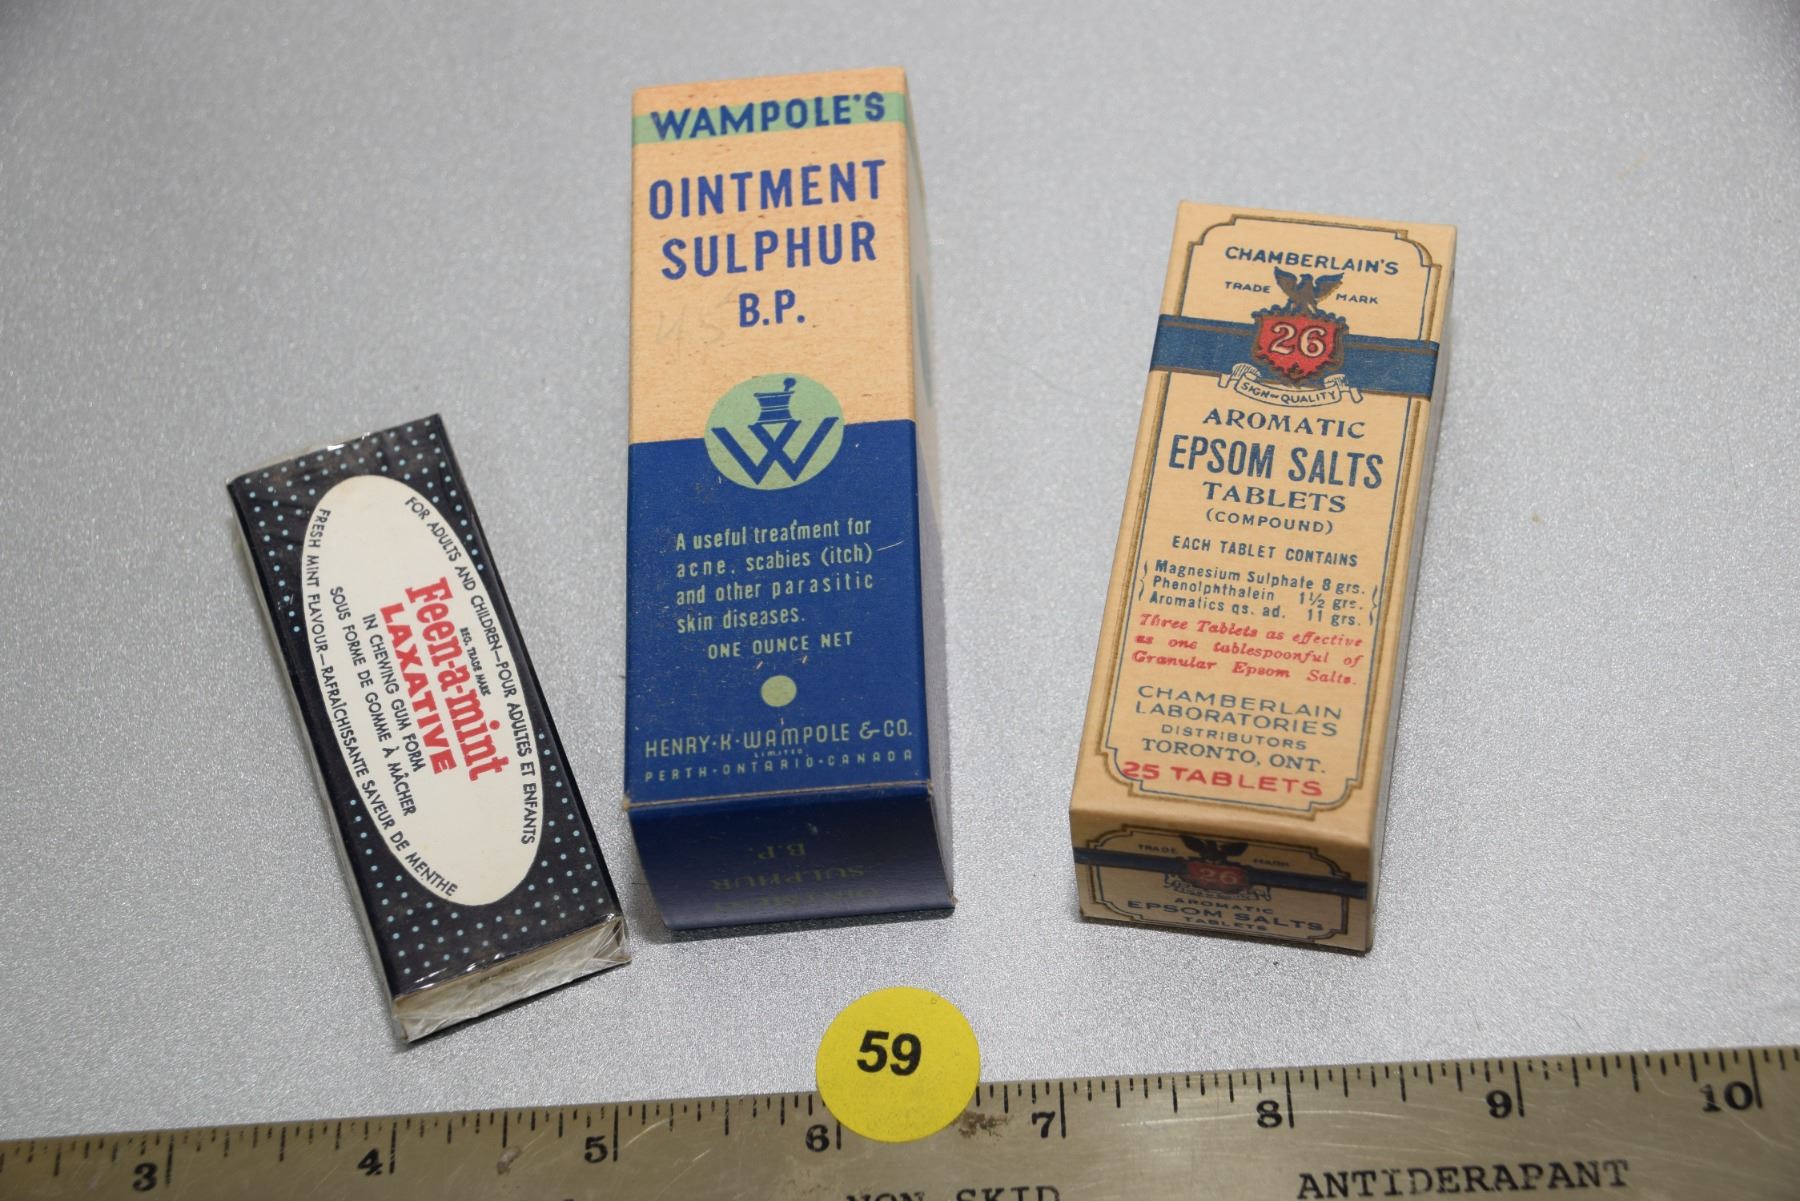 FOR ADULTS AND CHILDREN—POUR ADULTES ET ENFANTS
Feen-a-mint
REG. TRADE MARK
LAXATIVE
IN CHEWING GUM FORM
SOUS FORME DE GOMME À MÂCHER
FRESH MINT FLAVOUR—RAFRAÎCHISSANTE SAVEUR DE MENTHE
WAMPOLE'S
OINTMENT
SULPHUR
B.P.
45
W
A useful treatment for
acne, scabies (itch)
and other parasitic
skin diseases.
ONE OUNCE NET
HENRY·K·WAMPOLE & CO.
LIMITED
PERTH·ONTARIO·CANADA
OINTMENT
SULPHUR
B.P.
CHAMBERLAIN'S
TRADE MARK
26
SIGN OF QUALITY
AROMATIC
EPSOM SALTS
TABLETS
(COMPOUND)
EACH TABLET CONTAINS
Magnesium Sulphate 8 grs.
Phenolphthalein 1½ grs.
Aromatics qs. ad. 11 grs.
Three Tablets as effective
as one tablespoonful of
Granular Epsom Salts.
CHAMBERLAIN
LABORATORIES
DISTRIBUTORS
TORONTO, ONT.
25 TABLETS
TRADE MARK
26
AROMATIC
EPSOM SALTS
TABLETS
59
3 4 5 6 7 8 9 10
NON SKID ANTIDERAPANT